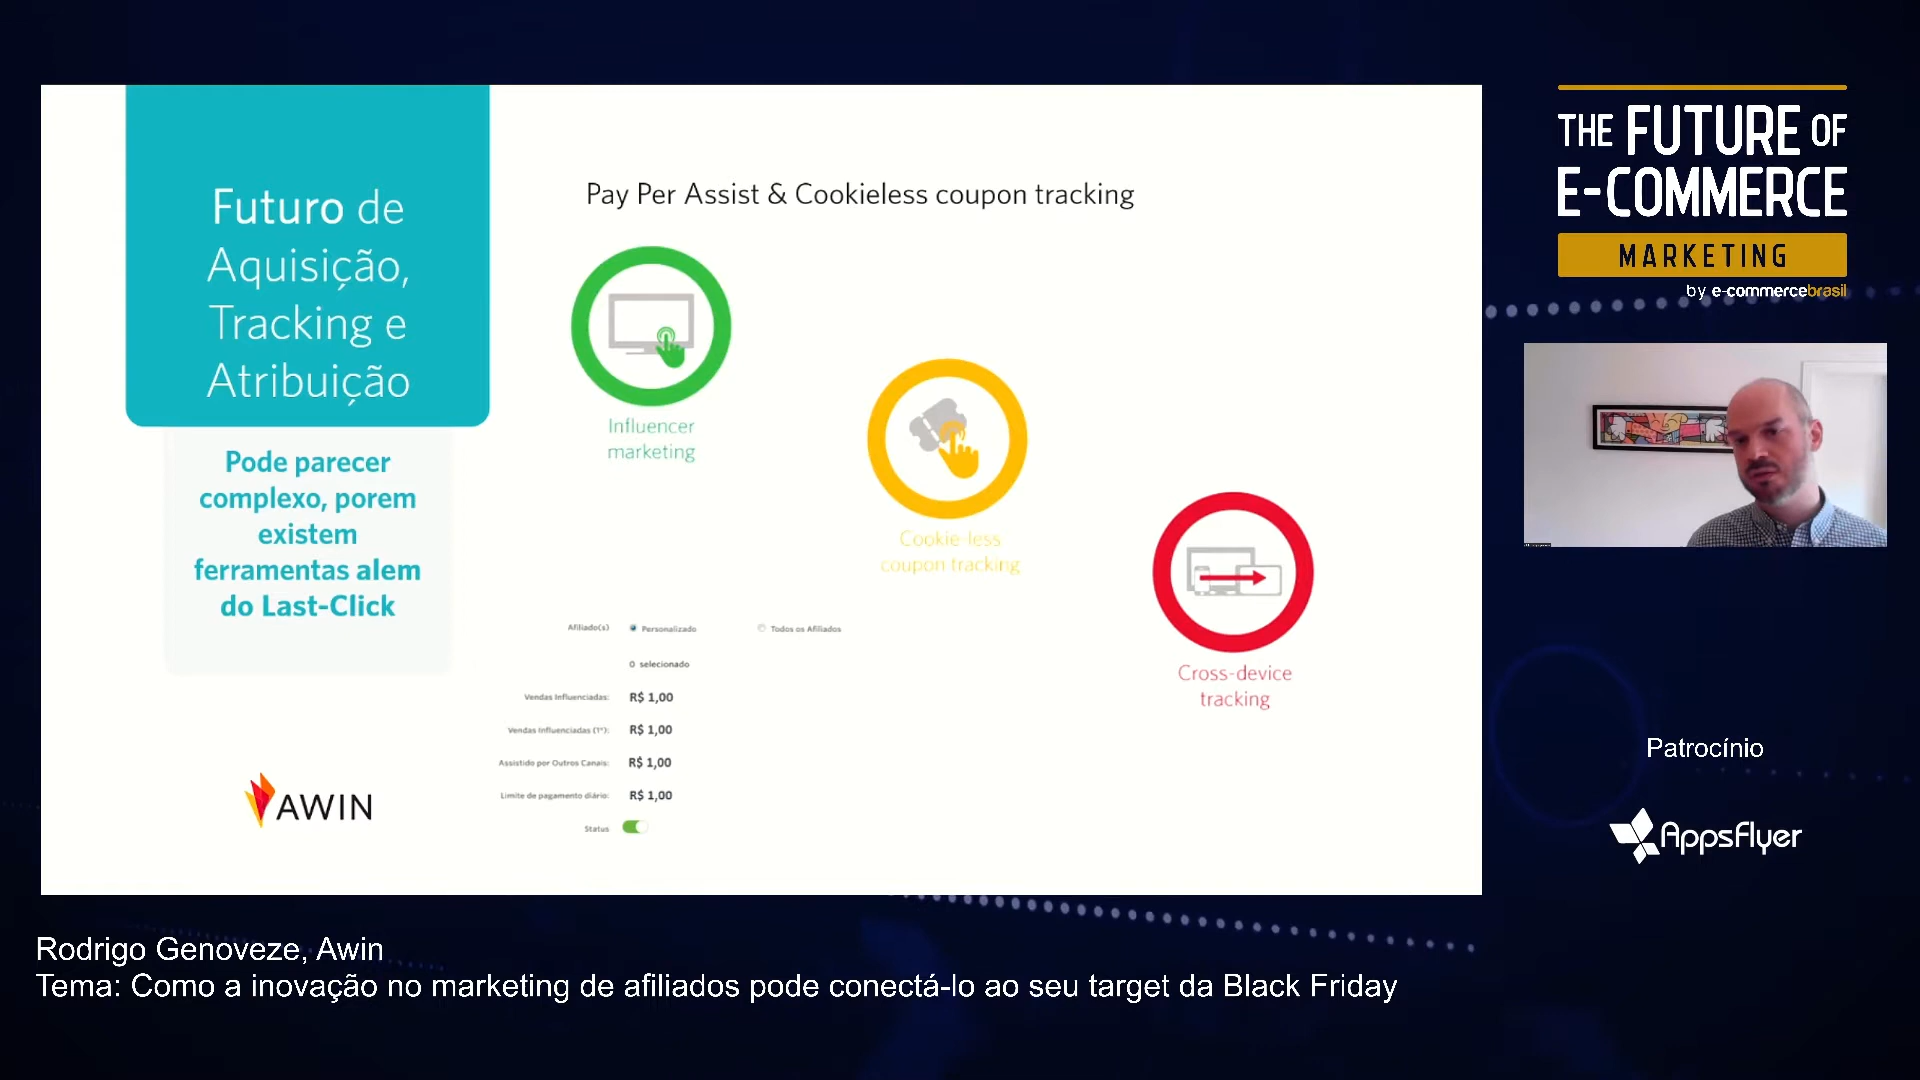 Futuro de
Aquisição,
Tracking e
Atribuição
Pode parecer
complexo, porem
existem
ferramentas alem
do Last-Click
AWIN
Pay Per Assist & Cookieless coupon tracking
Influencer
marketing
Cookie-less
coupon tracking
Cross-device
tracking
Afiliado(s) Personalizado Todos os Afiliados
0 selecionado
Vendas Influenciadas: R$ 1,00
Vendas Influenciadas (1ª): R$ 1,00
Assistido por Outros Canais: R$ 1,00
Limite de pagamento diário: R$ 1,00
Status
THE FUTURE OF
E-COMMERCE
MARKETING
by e-commercebrasil
Patrocínio
AppsFlyer
Rodrigo Genoveze, Awin
Tema: Como a inovação no marketing de afiliados pode conectá-lo ao seu target da Black Friday